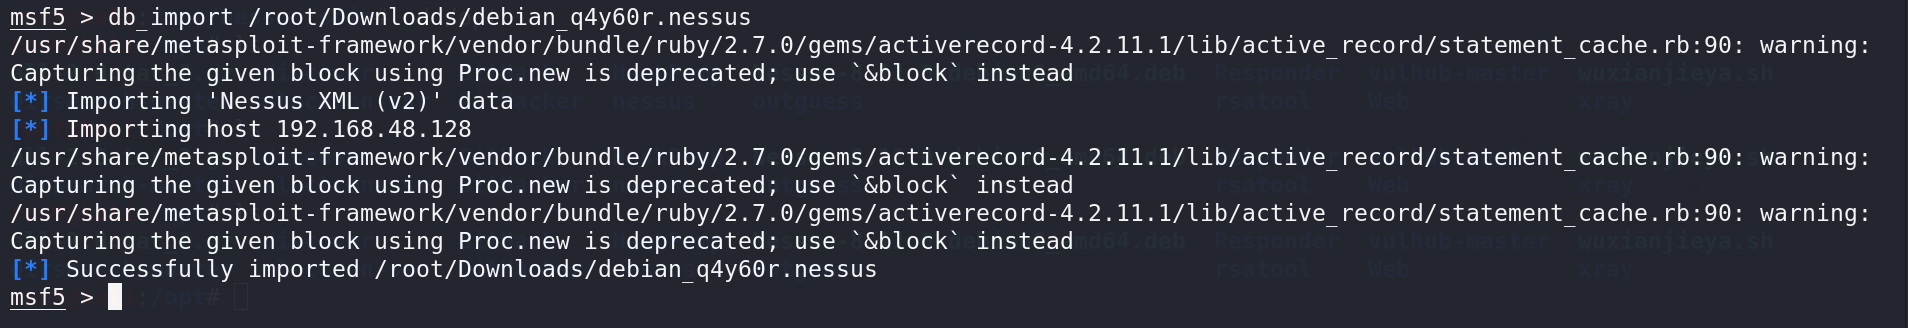 msf5 > db_import /root/Downloads/debian_q4y60r.nessus
/usr/share/metasploit-framework/vendor/bundle/ruby/2.7.0/gems/activerecord-4.2.11.1/lib/active_record/statement_cache.rb:90: warning:
Capturing the given block using Proc.new is deprecated; use `&block` instead
[*] Importing 'Nessus XML (v2)' data
[*] Importing host 192.168.48.128
/usr/share/metasploit-framework/vendor/bundle/ruby/2.7.0/gems/activerecord-4.2.11.1/lib/active_record/statement_cache.rb:90: warning:
Capturing the given block using Proc.new is deprecated; use `&block` instead
/usr/share/metasploit-framework/vendor/bundle/ruby/2.7.0/gems/activerecord-4.2.11.1/lib/active_record/statement_cache.rb:90: warning:
Capturing the given block using Proc.new is deprecated; use `&block` instead
[*] Successfully imported /root/Downloads/debian_q4y60r.nessus
msf5 >